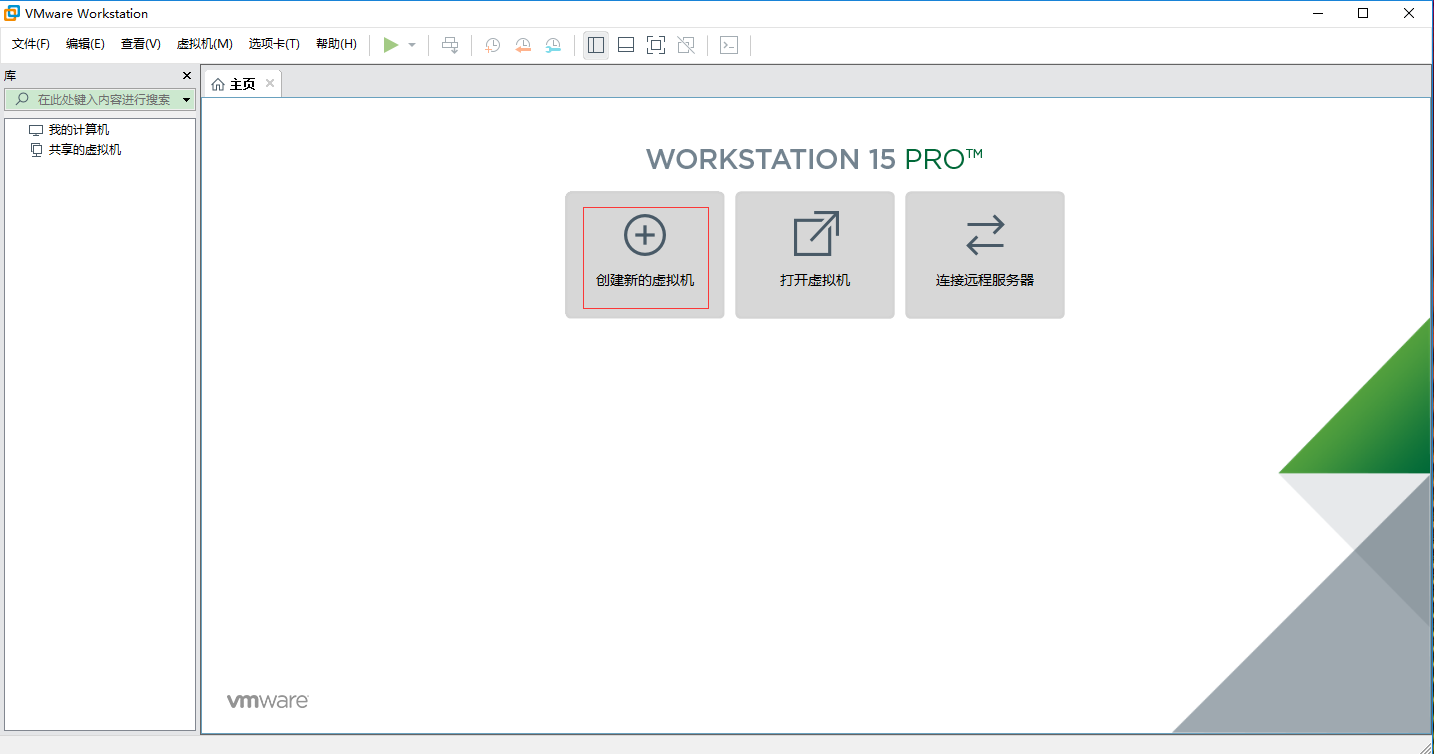 VMware Workstation
文件(F) 编辑(E) 查看(V) 虚拟机(M) 选项卡(T) 帮助(H)
库
在此处键入内容进行搜索
我的计算机
共享的虚拟机
主页
WORKSTATION 15 PRO™
创建新的虚拟机 打开虚拟机 连接远程服务器
vmware